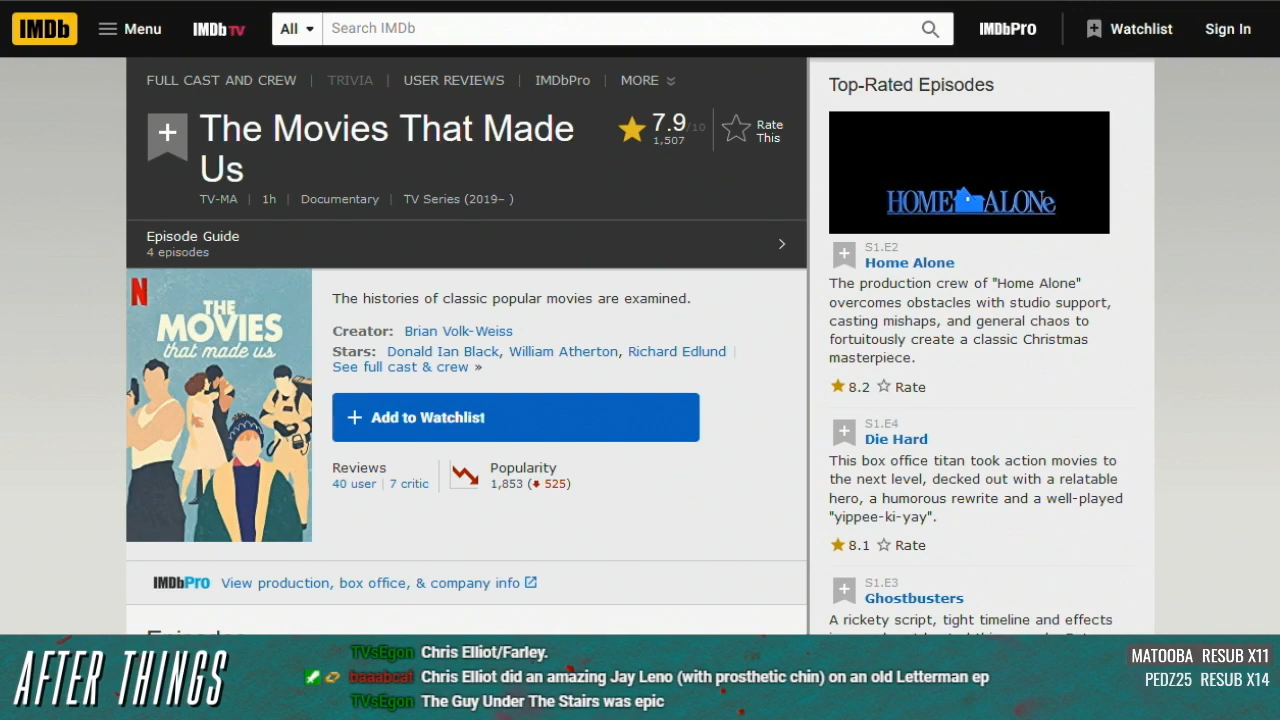 IMDb
Menu
IMDb TV
All
Search IMDb
IMDbPro
Watchlist
Sign In
FULL CAST AND CREW | TRIVIA | USER REVIEWS | IMDbPro | MORE
The Movies That Made
Us
7.9/10
1,507
Rate
This
TV-MA | 1h | Documentary | TV Series (2019– )
Episode Guide
4 episodes
N
THE
MOVIES
that made us
The histories of classic popular movies are examined.
Creator: Brian Volk-Weiss
Stars: Donald Ian Black, William Atherton, Richard Edlund |
See full cast & crew »
+ Add to Watchlist
Reviews
40 user | 7 critic
Popularity
1,853 (525)
IMDbPro View production, box office, & company info
Episodes
Top-Rated Episodes
HOME ALONe
S1.E2
Home Alone
The production crew of "Home Alone"
overcomes obstacles with studio support,
casting mishaps, and general chaos to
fortuitously create a classic Christmas
masterpiece.
8.2 Rate
S1.E4
Die Hard
This box office titan took action movies to
the next level, decked out with a relatable
hero, a humorous rewrite and a well-played
"yippee-ki-yay".
8.1 Rate
S1.E3
Ghostbusters
A rickety script, tight timeline and effects
AFTER THINGS
TVsEgon Chris Elliot/Farley.
baaabcat Chris Elliot did an amazing Jay Leno (with prosthetic chin) on an old Letterman ep
TVsEgon The Guy Under The Stairs was epic
MATOOBA RESUB X11
PEDZ25 RESUB X14